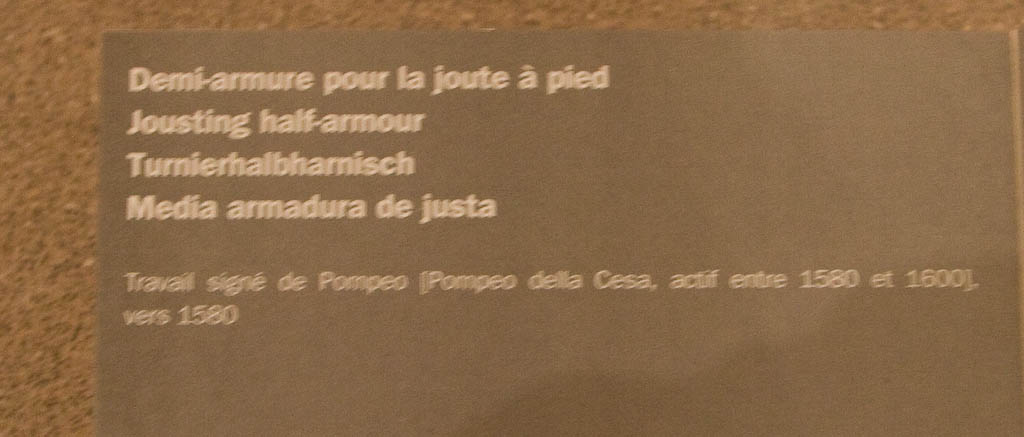 Demi-armure pour la joute à pied
Jousting half-armour
Turnierhalbharnisch
Media armadura de justa
Travail signé de Pompeo [Pompeo della Cesa, actif entre 1580 et 1600],
vers 1580